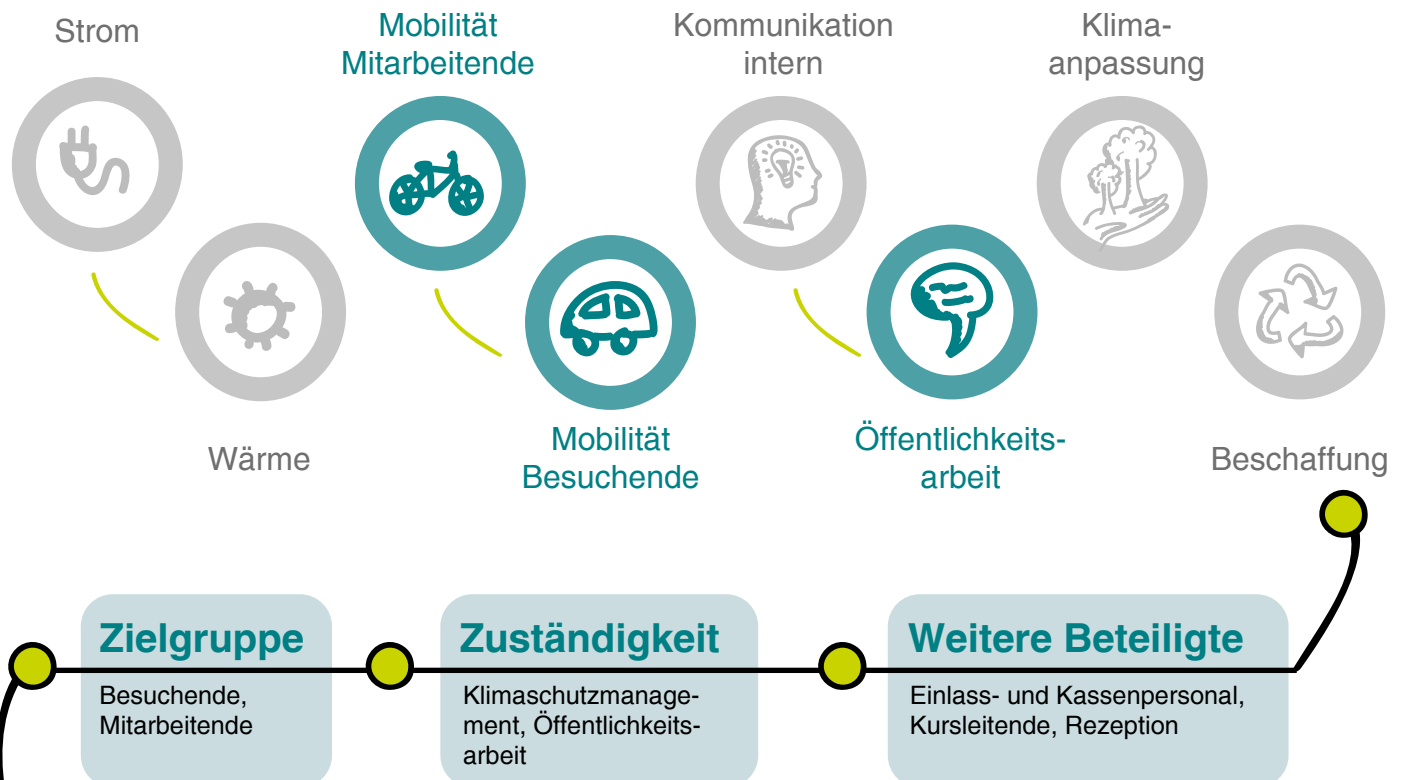 Strom
Mobilität
Mitarbeitende
Kommunikation
intern
Klima-
anpassung
Wärme
Mobilität
Besuchende
Öffentlichkeits-
arbeit
Beschaffung
Zielgruppe
Besuchende,
Mitarbeitende
Zuständigkeit
Klimaschutzmanage-
ment, Öffentlichkeits-
arbeit
Weitere Beteiligte
Einlass- und Kassenpersonal,
Kursleitende, Rezeption